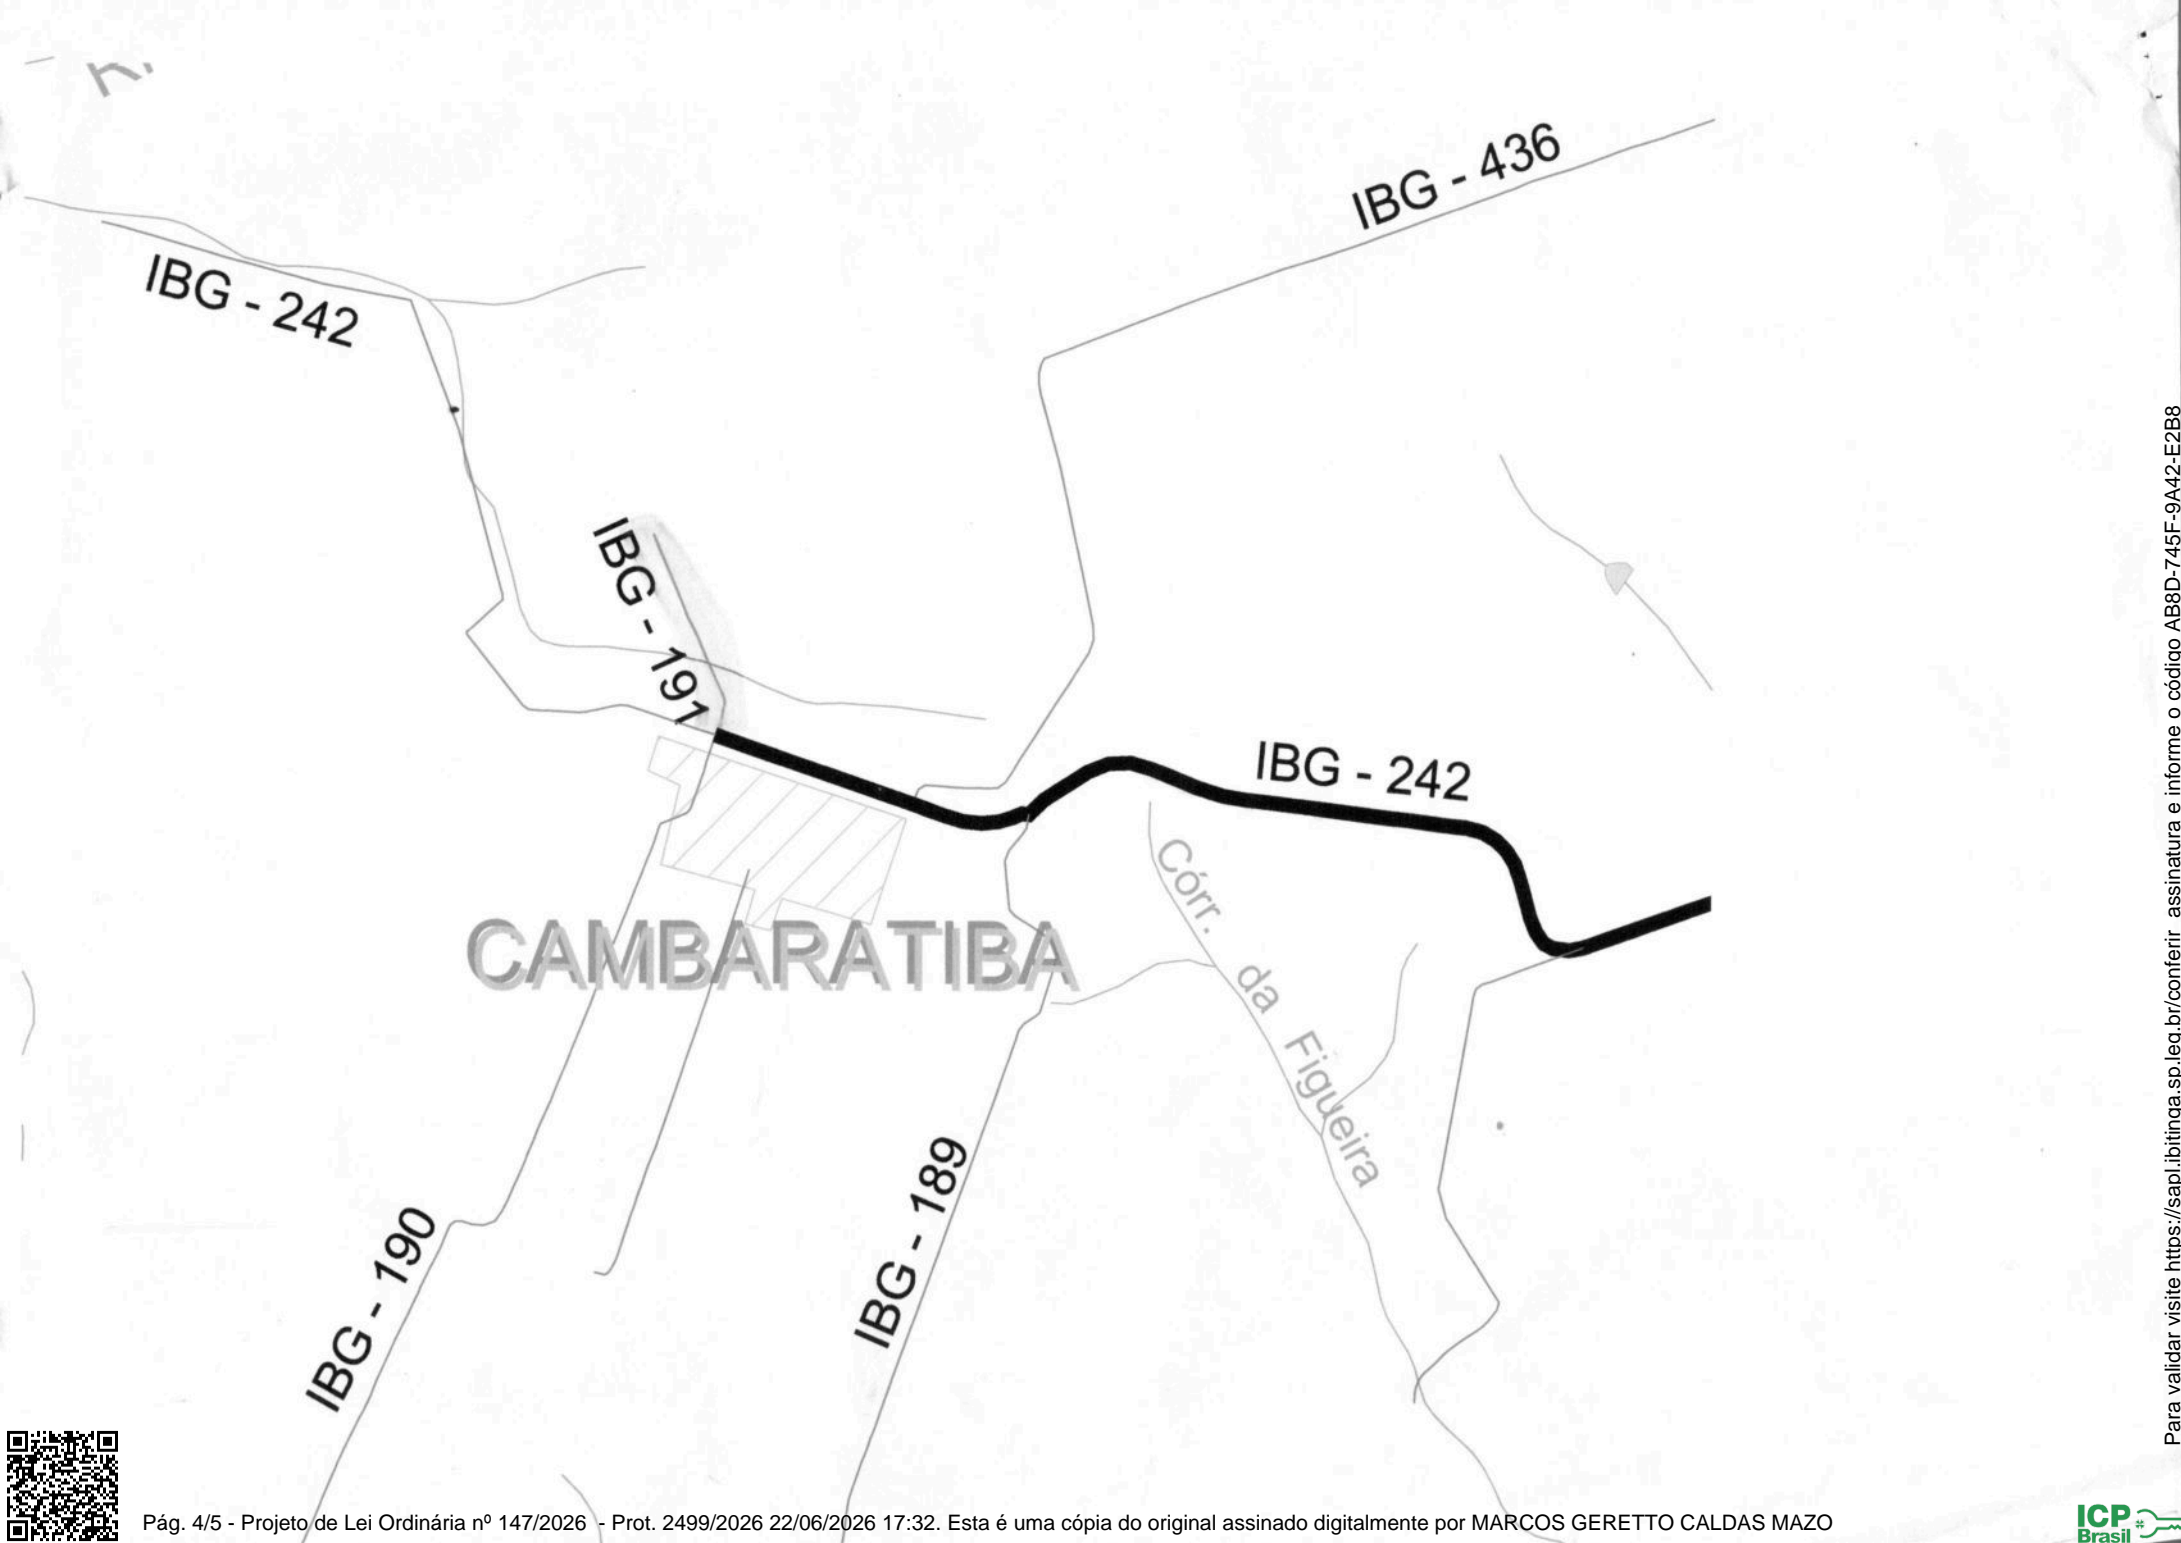 IBG - 436
IBG - 242
IBG - 191
IBG - 242
CAMBARATIBA
Córr. da Figueira
IBG - 189
IBG - 190
Pág. 4/5 - Projeto de Lei Ordinária nº 147/2026 - Prot. 2499/2026 22/06/2026 17:32. Esta é uma cópia do original assinado digitalmente por MARCOS GERETTO CALDAS MAZO
Para validar visite https://sapl.ibitinga.sp.leg.br/conferir_assinatura e informe o código AB8D-745F-9A42-E2B8
ICP
Brasil